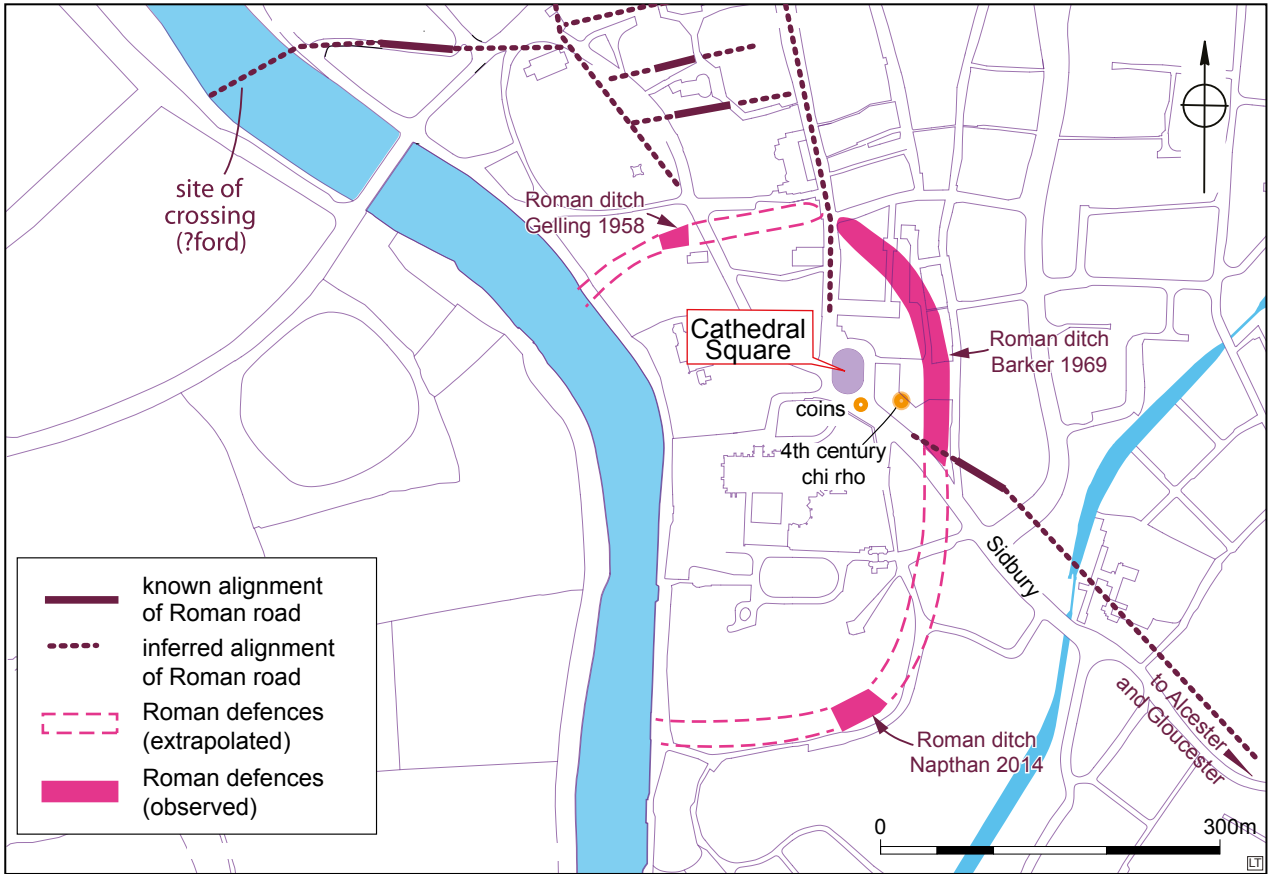 site of
crossing
(?ford)
Roman ditch
Gelling 1958
Cathedral
Square
Roman ditch
Barker 1969
coins
4th century
chi rho
Sidbury
to Alcester
and Gloucester
Roman ditch
Napthan 2014
known alignment
of Roman road
inferred alignment
of Roman road
Roman defences
(extrapolated)
Roman defences
(observed)
0 300m
LT